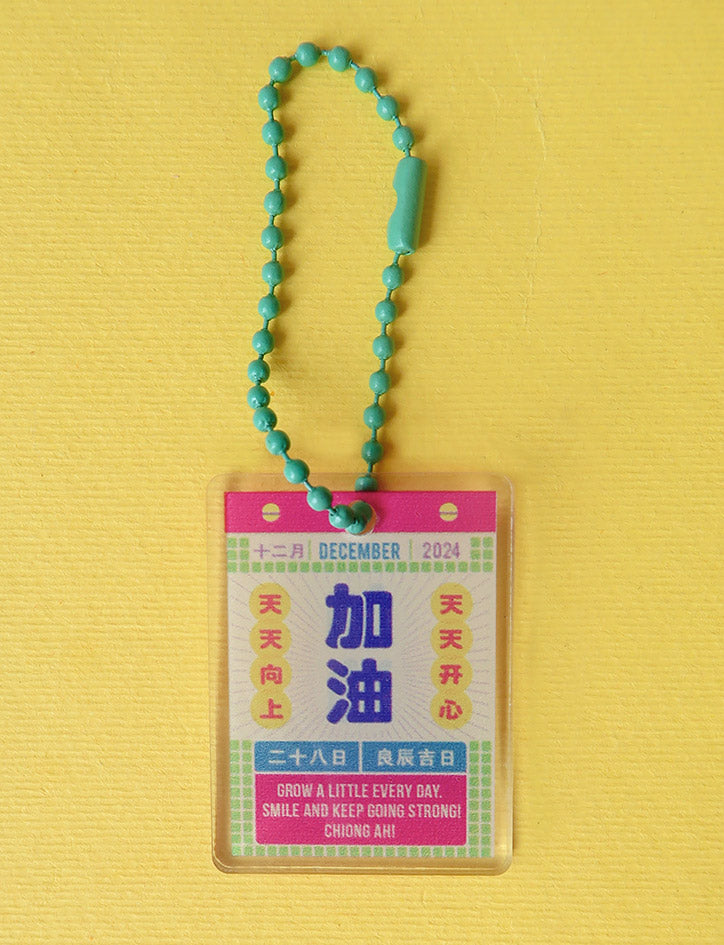 十二月 | DECEMBER | 2024
天天向上
加油
天天开心
二十八日 | 良辰吉日
GROW A LITTLE EVERY DAY.
SMILE AND KEEP GOING STRONG!
CHIONG AH!